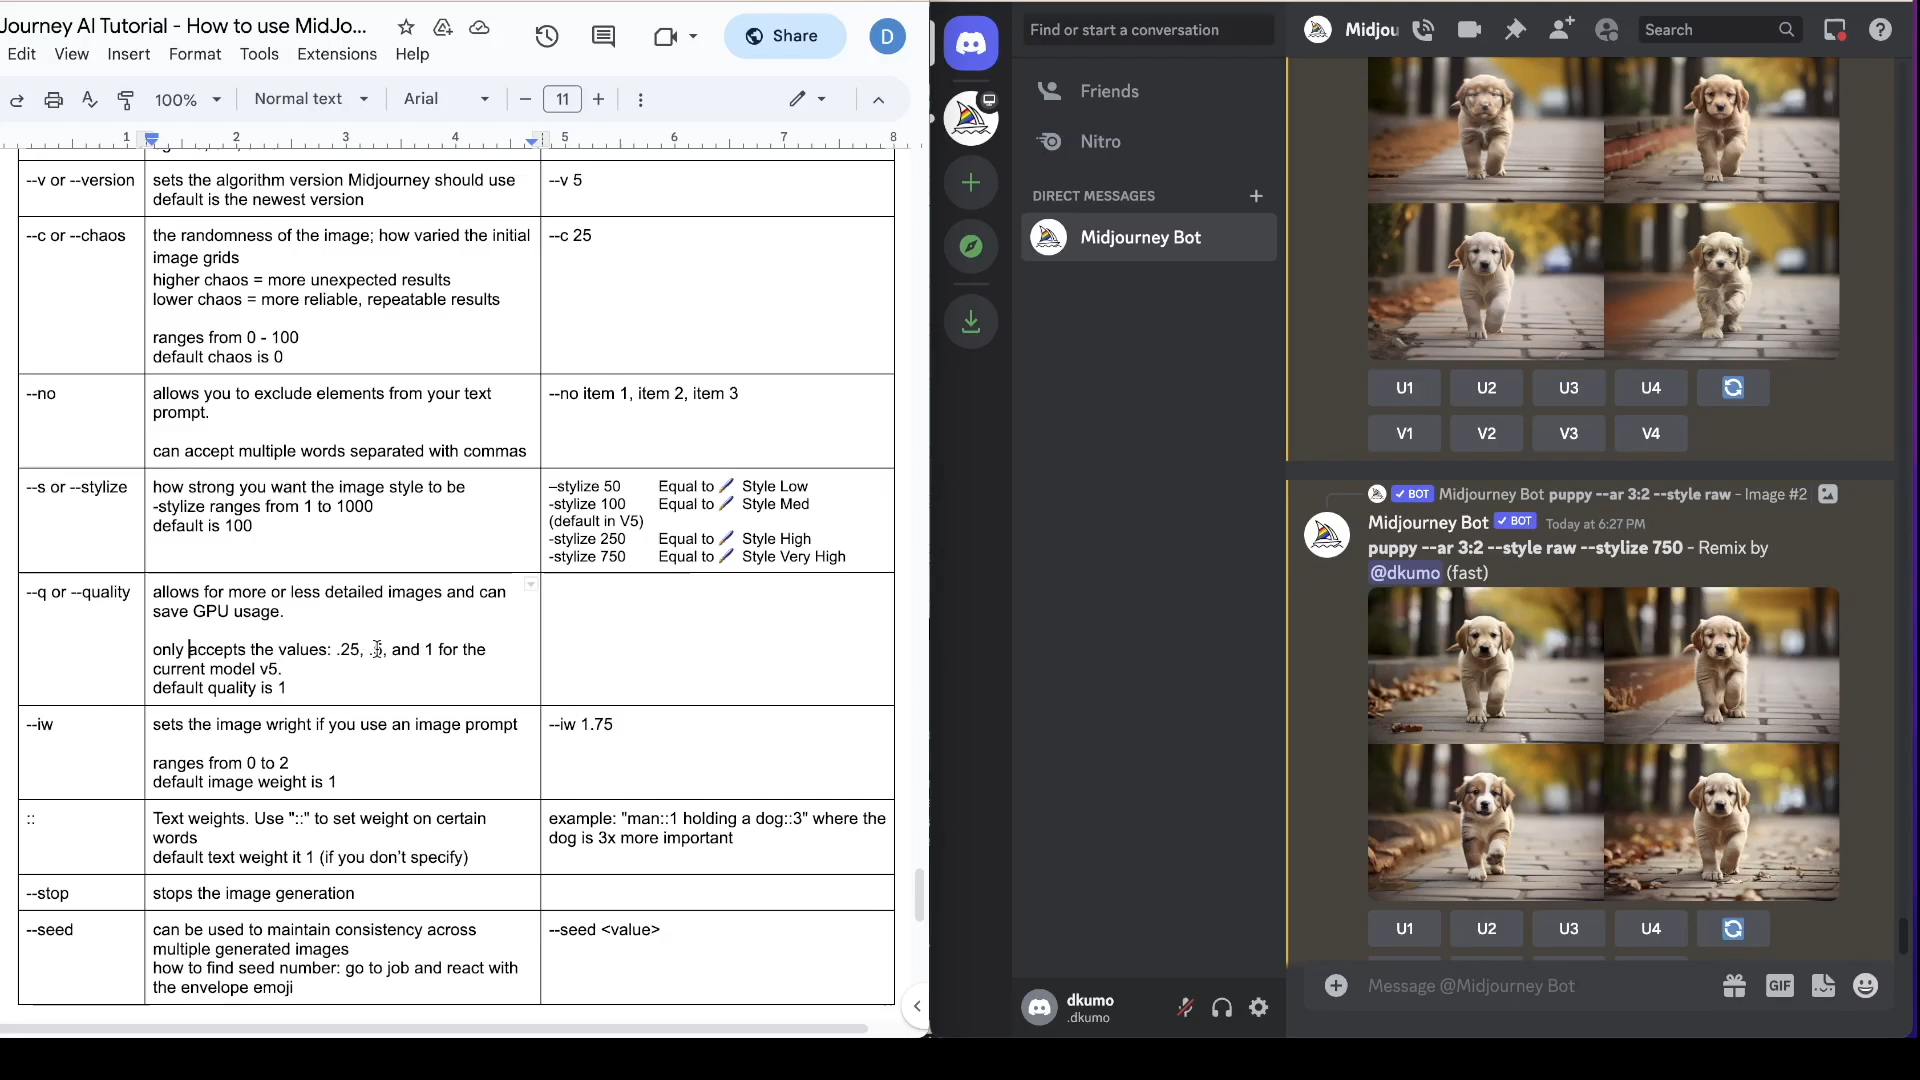 Journey AI Tutorial - How to use MidJo...
Share
D
Edit View Insert Format Tools Extensions Help
100% Normal text Arial 11
1 2 3 4 5 6 7 8
--v or --version
sets the algorithm version Midjourney should use
default is the newest version
--v 5
--c or --chaos
the randomness of the image; how varied the initial
image grids
higher chaos = more unexpected results
lower chaos = more reliable, repeatable results
ranges from 0 - 100
default chaos is 0
--c 25
--no
allows you to exclude elements from your text
prompt.
can accept multiple words separated with commas
--no item 1, item 2, item 3
--s or --stylize
how strong you want the image style to be
-stylize ranges from 1 to 1000
default is 100
–stylize 50 Equal to 🖌️ Style Low
-stylize 100 Equal to 🖌️ Style Med
(default in V5)
-stylize 250 Equal to 🖌️ Style High
-stylize 750 Equal to 🖌️ Style Very High
--q or --quality
allows for more or less detailed images and can
save GPU usage.
only accepts the values: .25, .5, and 1 for the
current model v5.
default quality is 1
--iw
sets the image wright if you use an image prompt
ranges from 0 to 2
default image weight is 1
--iw 1.75
::
Text weights. Use "::" to set weight on certain
words
default text weight it 1 (if you don't specify)
example: "man::1 holding a dog::3" where the
dog is 3x more important
--stop
stops the image generation
--seed
can be used to maintain consistency across
multiple generated images
how to find seed number: go to job and react with
the envelope emoji
--seed <value>
Find or start a conversation
Friends
Nitro
DIRECT MESSAGES
Midjourney Bot
dkumo
.dkumo
Midjou
Search
U1 U2 U3 U4
V1 V2 V3 V4
BOT Midjourney Bot puppy --ar 3:2 --style raw - Image #2
Midjourney Bot BOT Today at 6:27 PM
puppy --ar 3:2 --style raw --stylize 750 - Remix by
@dkumo (fast)
U1 U2 U3 U4
Message @Midjourney Bot
GIF